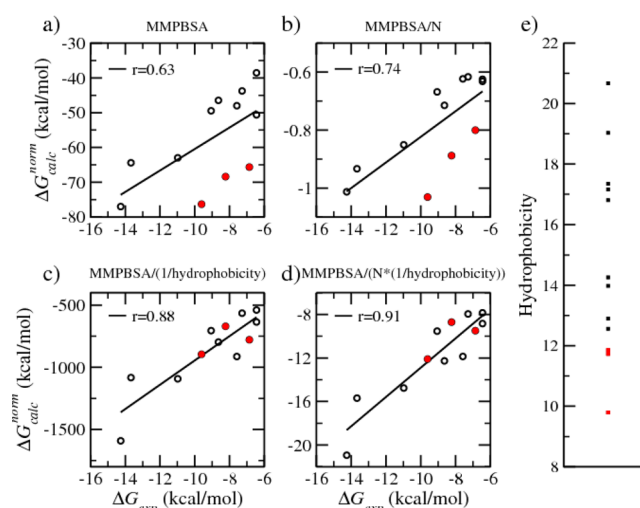 a) MMPBSA
b) MMPBSA/N
e)
r=0.63
r=0.74
-30
-40
-50
-60
-70
-80
ΔG_calc^norm (kcal/mol)
-0.6
-0.8
-1
-16 -14 -12 -10 -8 -6
-16 -14 -12 -10 -8 -6
c) MMPBSA/(1/hydrophobicity)
d) MMPBSA/(N*(1/hydrophobicity))
r=0.88
r=0.91
-500
-1000
-1500
ΔG_calc^norm (kcal/mol)
-8
-12
-16
-20
-16 -14 -12 -10 -8 -6
-16 -14 -12 -10 -8 -6
(kcal/mol)
(kcal/mol)
Hydrophobicity
22
20
18
16
14
12
10
8